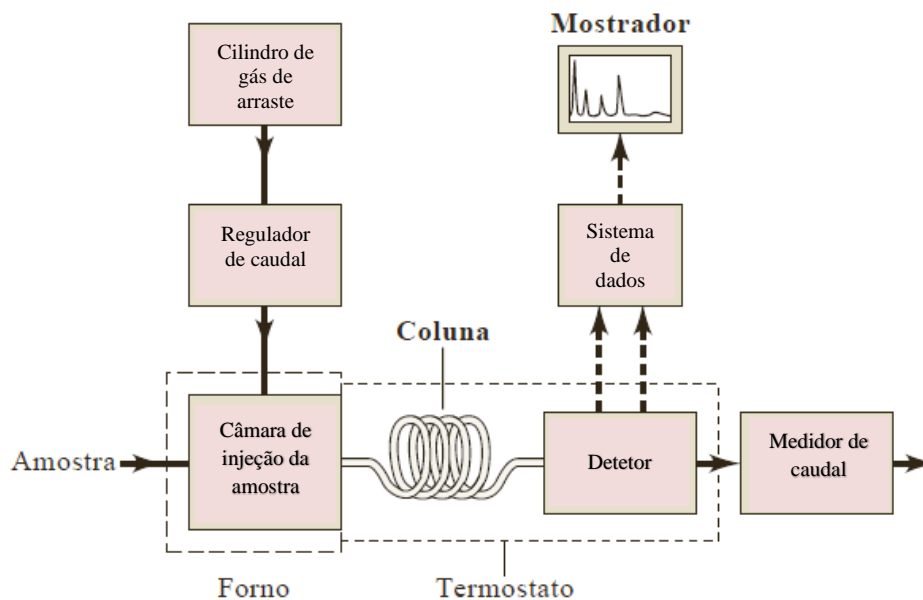 Mostrador
Cilindro de
gás de
arraste
Regulador
de caudal
Sistema
de
dados
Coluna
Amostra
Câmara de
injeção da
amostra
Detetor
Medidor de
caudal
Forno
Termostato